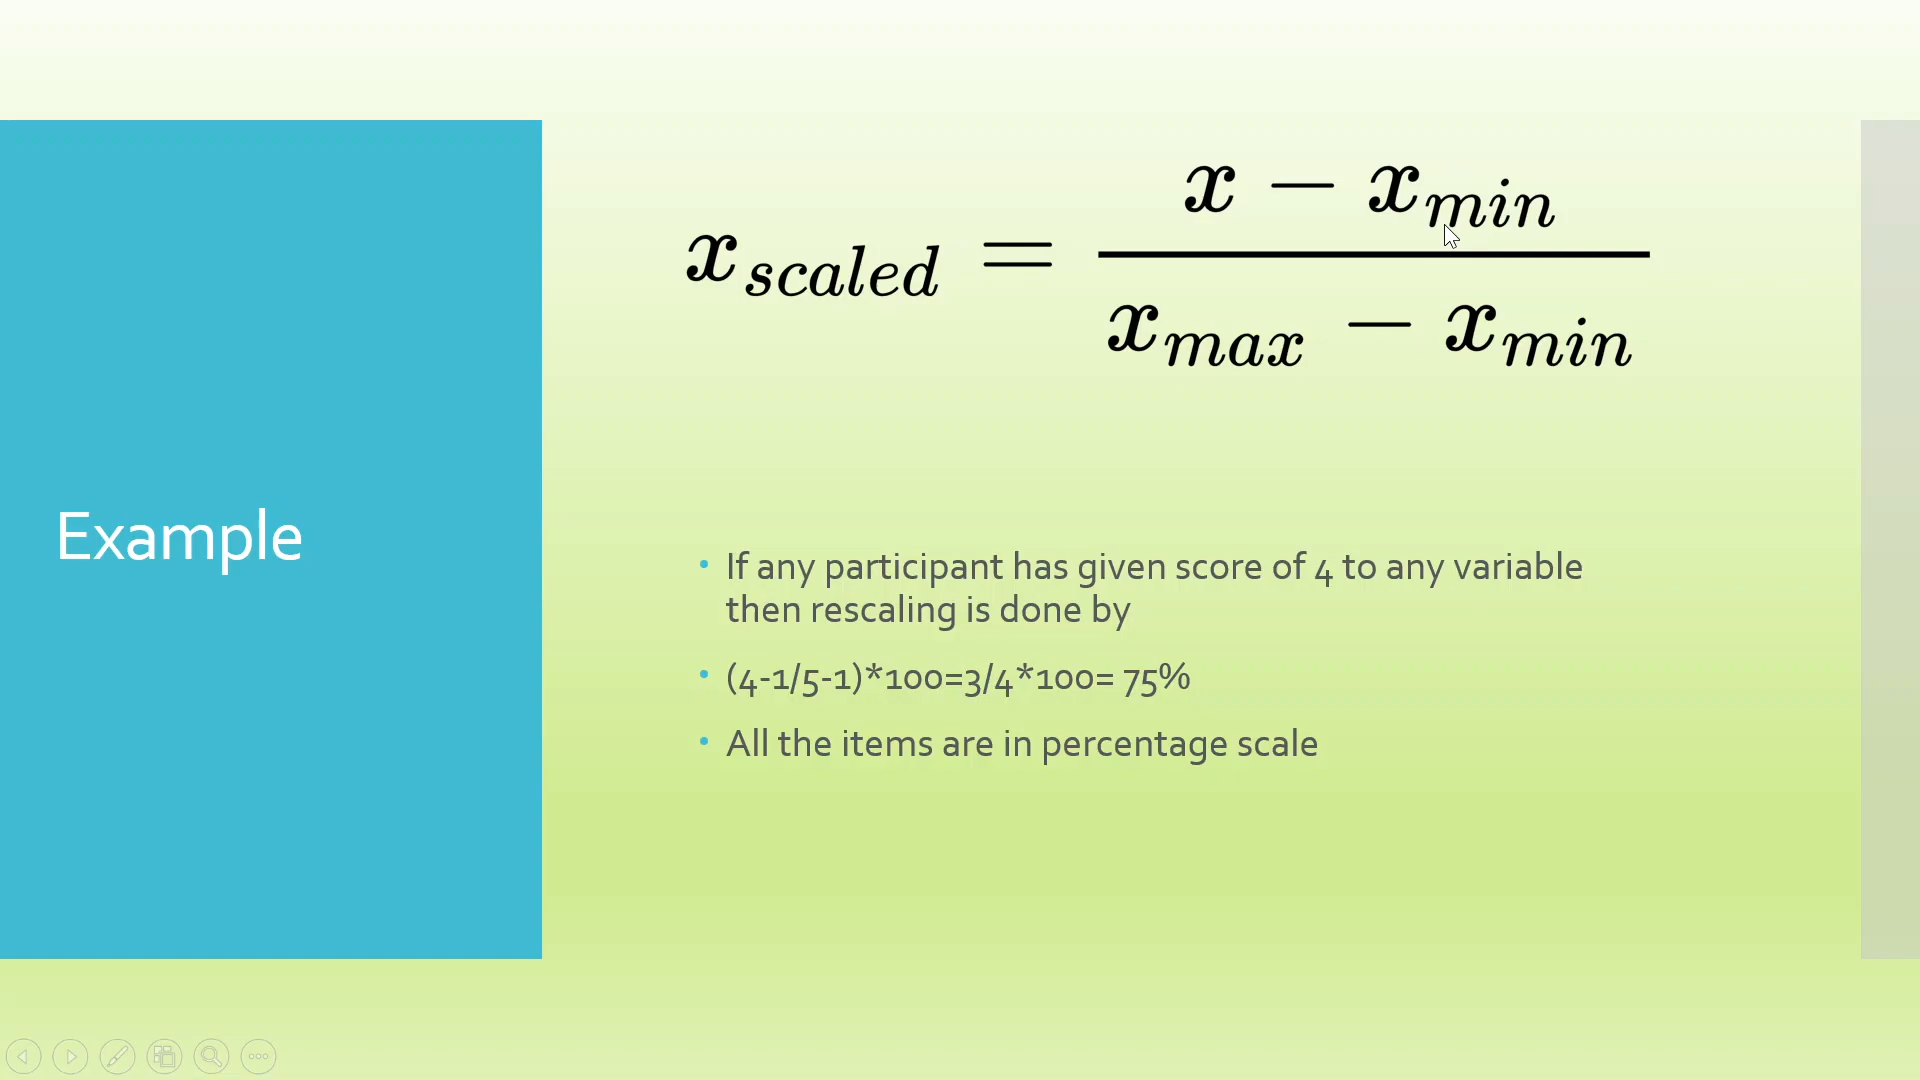 Example
x_scaled = (x − x_min) / (x_max − x_min)
• If any participant has given score of 4 to any variable
then rescaling is done by
• (4-1/5-1)*100=3/4*100= 75%
• All the items are in percentage scale